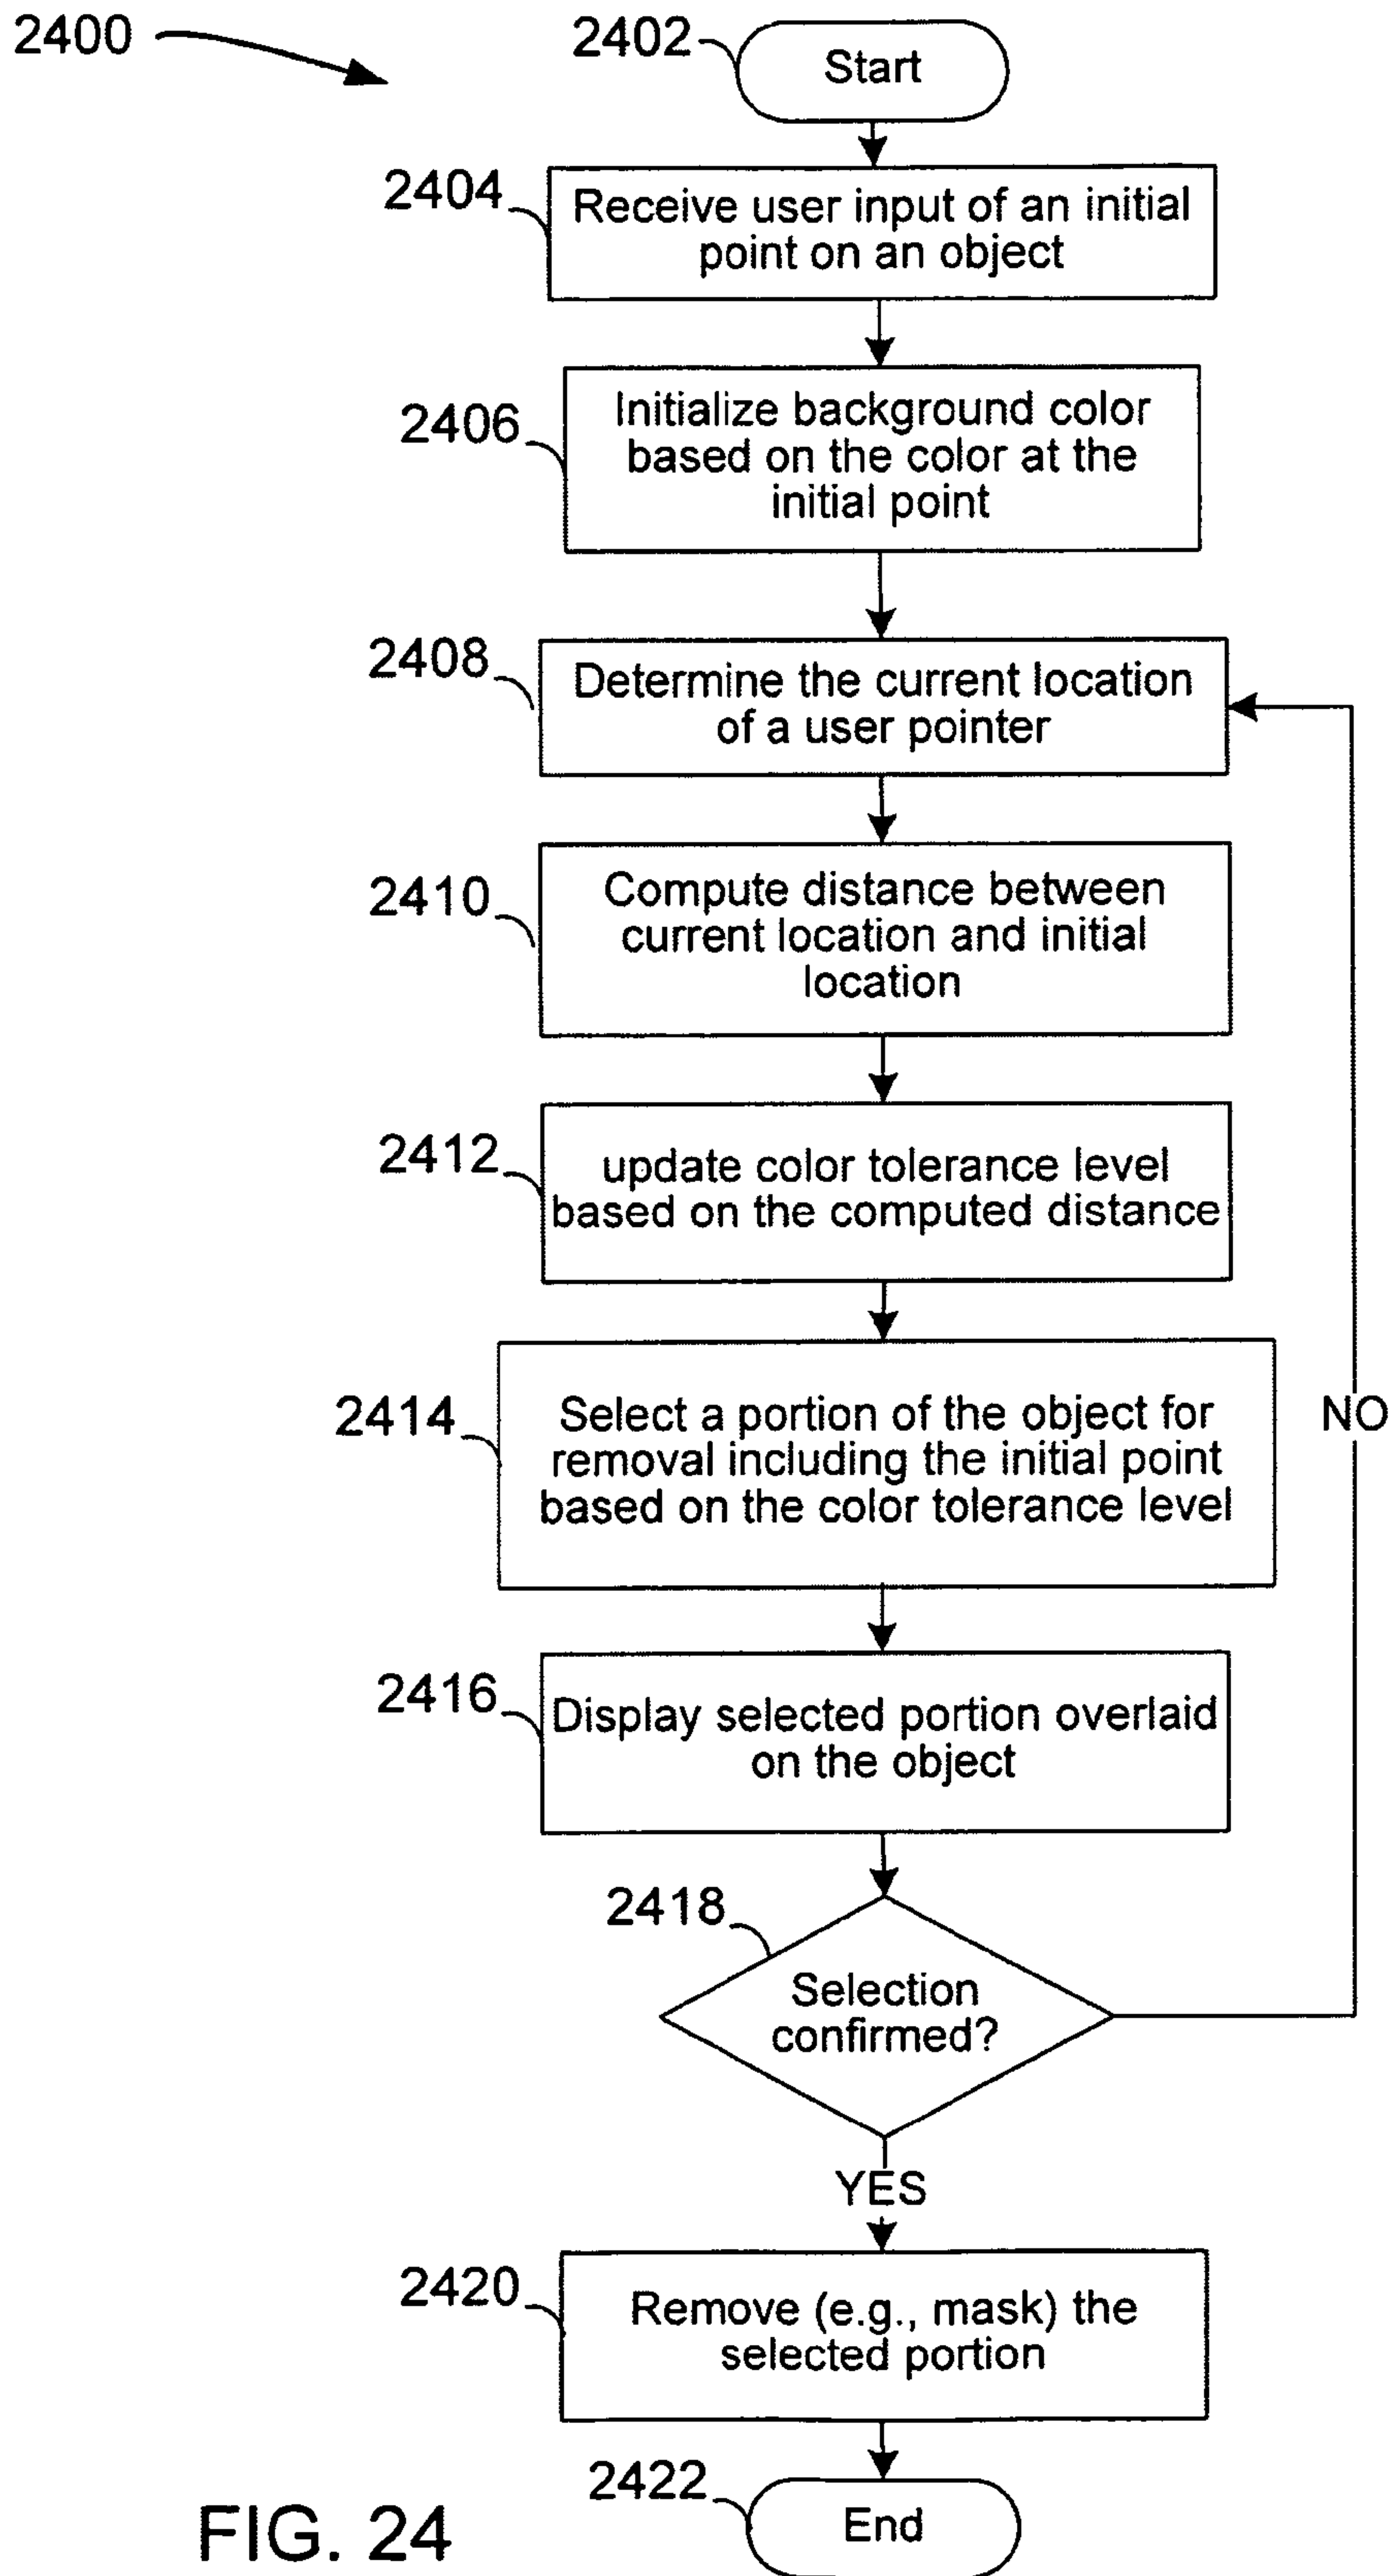 2400
2402
Start
2404
Receive user input of an initial
point on an object
2406
Initialize background color
based on the color at the
initial point
2408
Determine the current location
of a user pointer
2410
Compute distance between
current location and initial
location
2412
update color tolerance level
based on the computed distance
2414
Select a portion of the object for
removal including the initial point
based on the color tolerance level
NO
2416
Display selected portion overlaid
on the object
2418
Selection
confirmed?
YES
2420
Remove (e.g., mask) the
selected portion
2422
End
FIG. 24